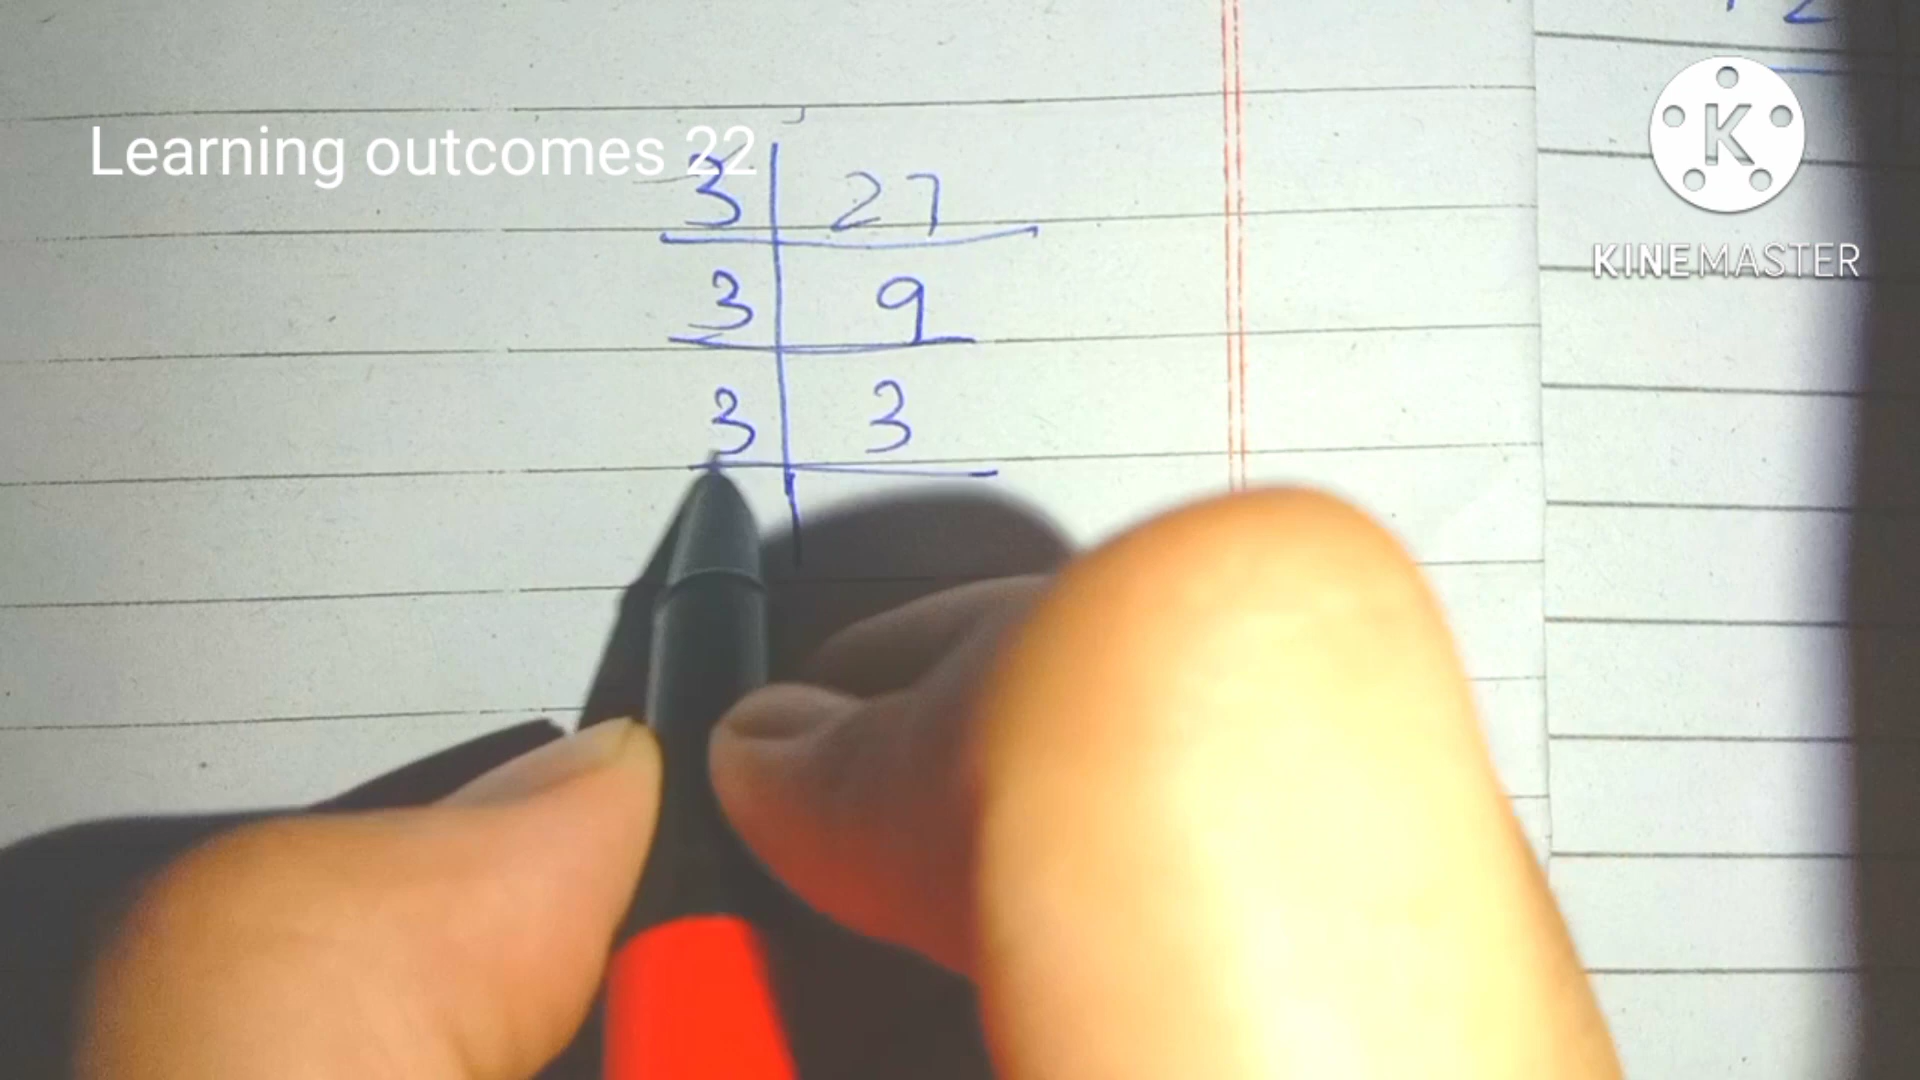 Learning outcomes 22
3 27
3 9
3 3
K
KINEMASTER